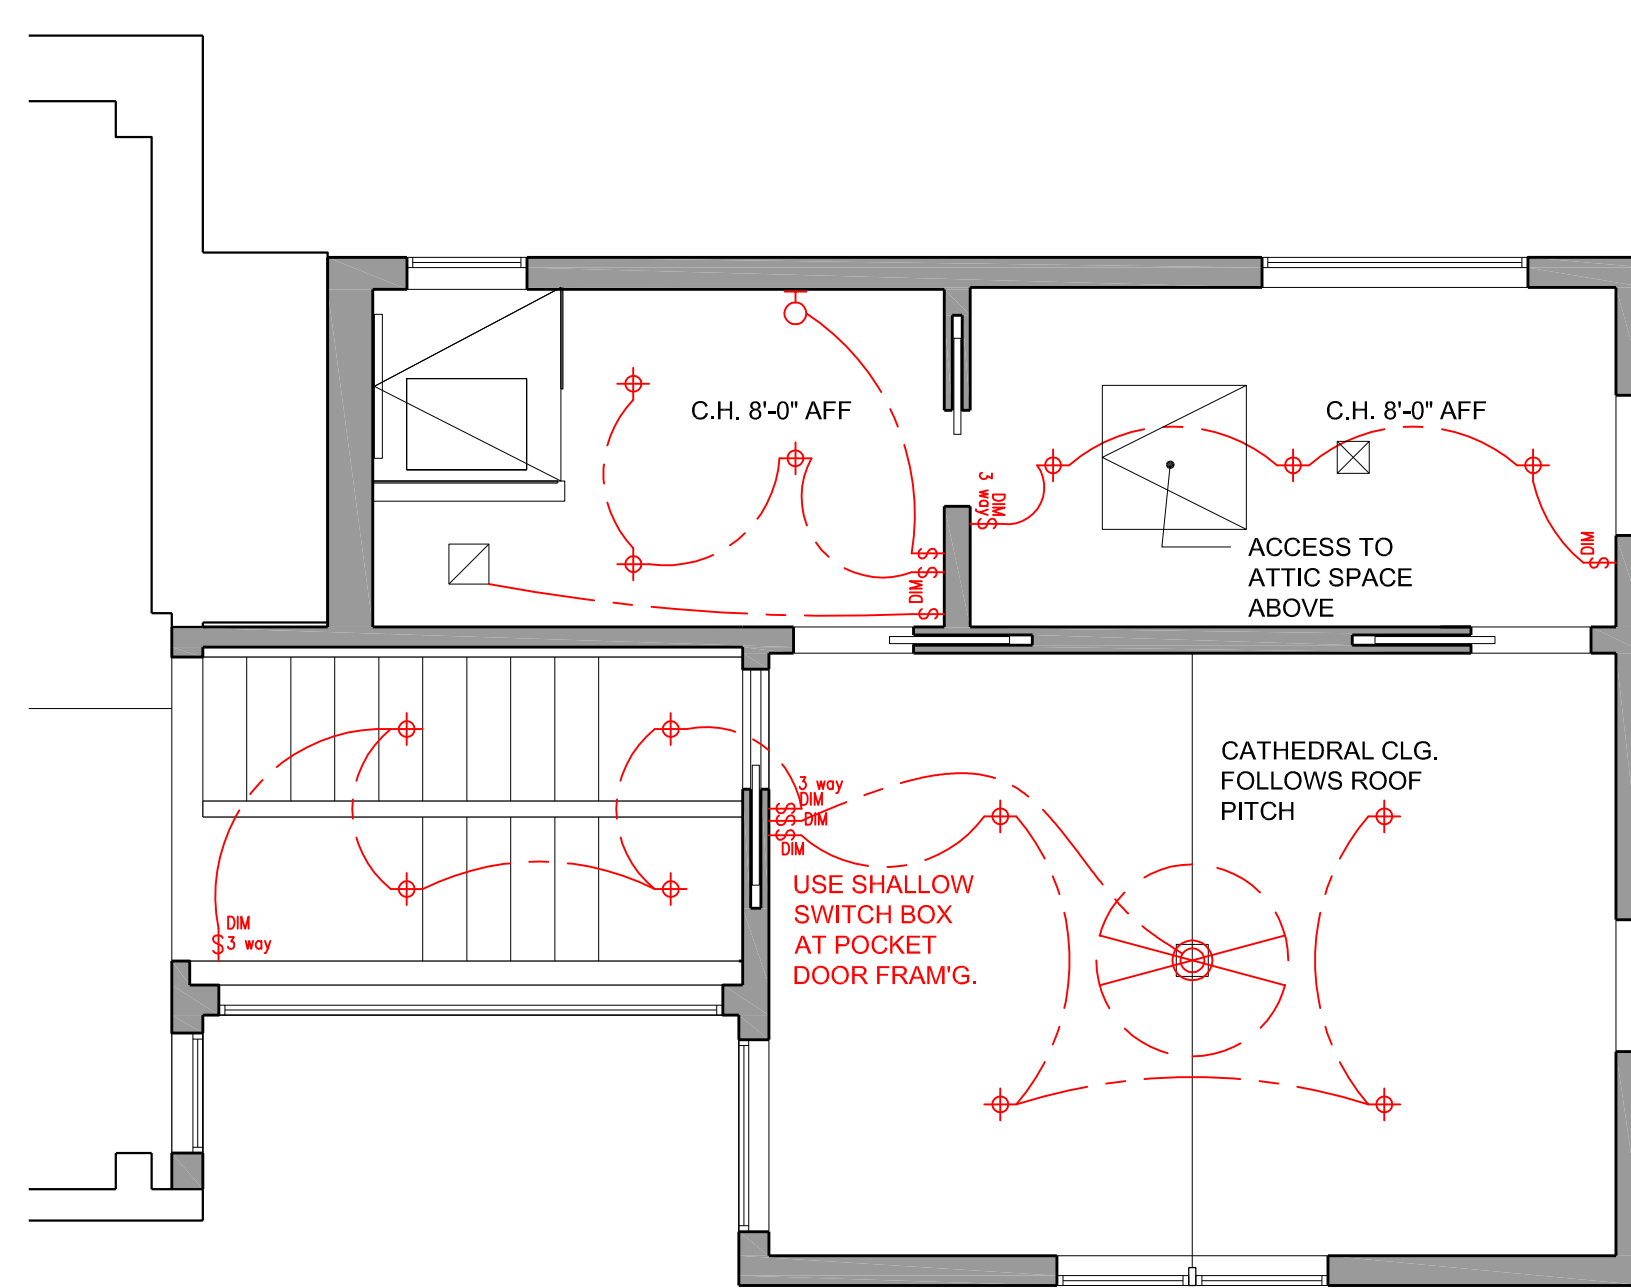 C.H. 8'-0" AFF
C.H. 8'-0" AFF
DIM
3 way
$
ACCESS TO
ATTIC SPACE
ABOVE
DIM
$
$
$
DIM
$
CATHEDRAL CLG.
FOLLOWS ROOF
PITCH
3 way
DIM
$
$ DIM
$
DIM
USE SHALLOW
SWITCH BOX
AT POCKET
DOOR FRAM'G.
DIM
$ 3 way